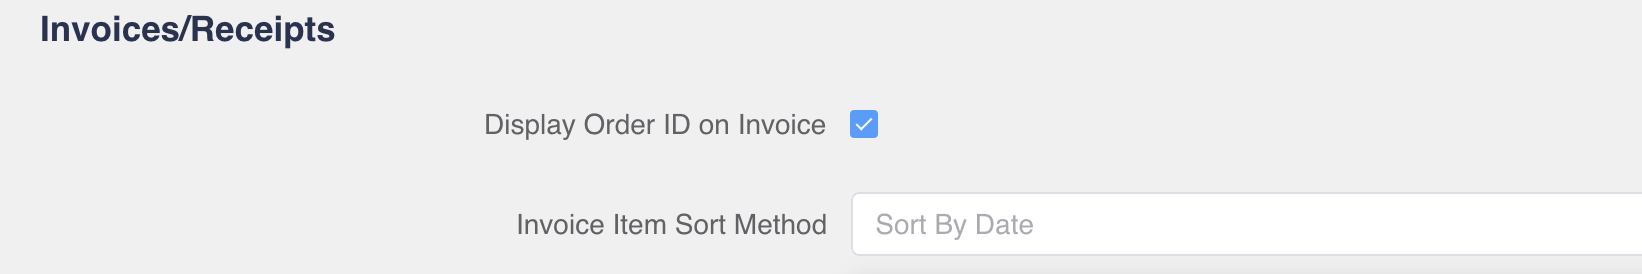 Invoices/Receipts
Display Order ID on Invoice
Invoice Item Sort Method
Sort By Date